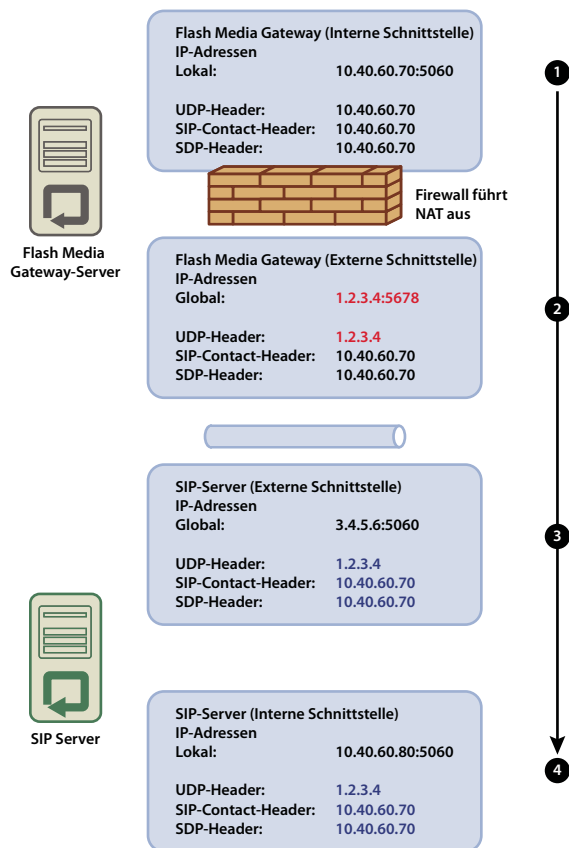 Flash Media Gateway (Interne Schnittstelle)
IP-Adressen
Lokal: 10.40.60.70:5060
UDP-Header: 10.40.60.70
SIP-Contact-Header: 10.40.60.70
SDP-Header: 10.40.60.70
1
Firewall führt
NAT aus
Flash Media
Gateway-Server
Flash Media Gateway (Externe Schnittstelle)
IP-Adressen
Global: 1.2.3.4:5678
UDP-Header: 1.2.3.4
SIP-Contact-Header: 10.40.60.70
SDP-Header: 10.40.60.70
2
SIP-Server (Externe Schnittstelle)
IP-Adressen
Global: 3.4.5.6:5060
UDP-Header: 1.2.3.4
SIP-Contact-Header: 10.40.60.70
SDP-Header: 10.40.60.70
3
SIP Server
SIP-Server (Interne Schnittstelle)
IP-Adressen
Lokal: 10.40.60.80:5060
UDP-Header: 1.2.3.4
SIP-Contact-Header: 10.40.60.70
SDP-Header: 10.40.60.70
4